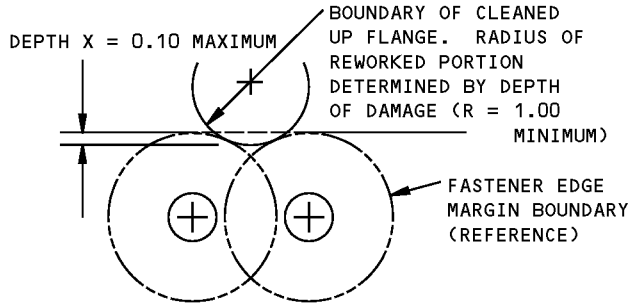 DEPTH X = 0.10 MAXIMUM
BOUNDARY OF CLEANED
UP FLANGE. RADIUS OF
REWORKED PORTION
DETERMINED BY DEPTH
OF DAMAGE (R = 1.00
MINIMUM)
FASTENER EDGE
MARGIN BOUNDARY
(REFERENCE)